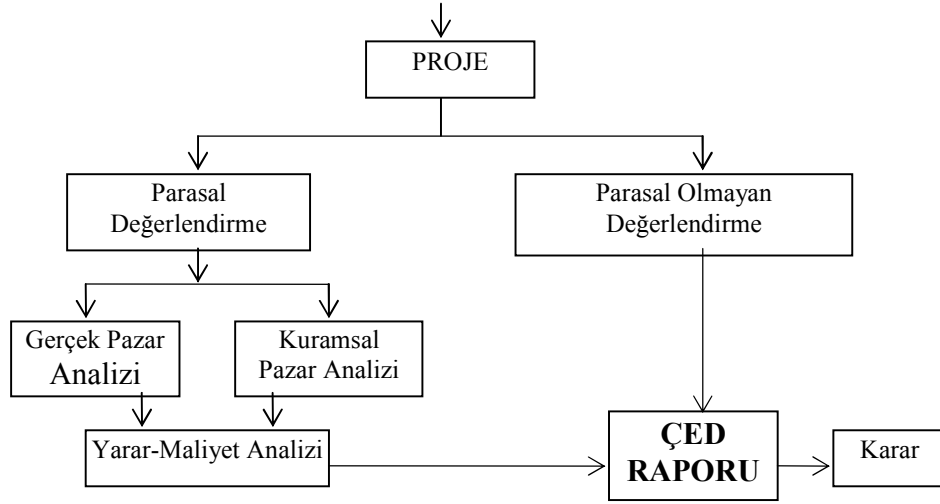 PROJE
Parasal
Değerlendirme
Parasal Olmayan
Değerlendirme
Gerçek Pazar
Analizi
Kuramsal
Pazar Analizi
Yarar-Maliyet Analizi
ÇED
RAPORU
Karar